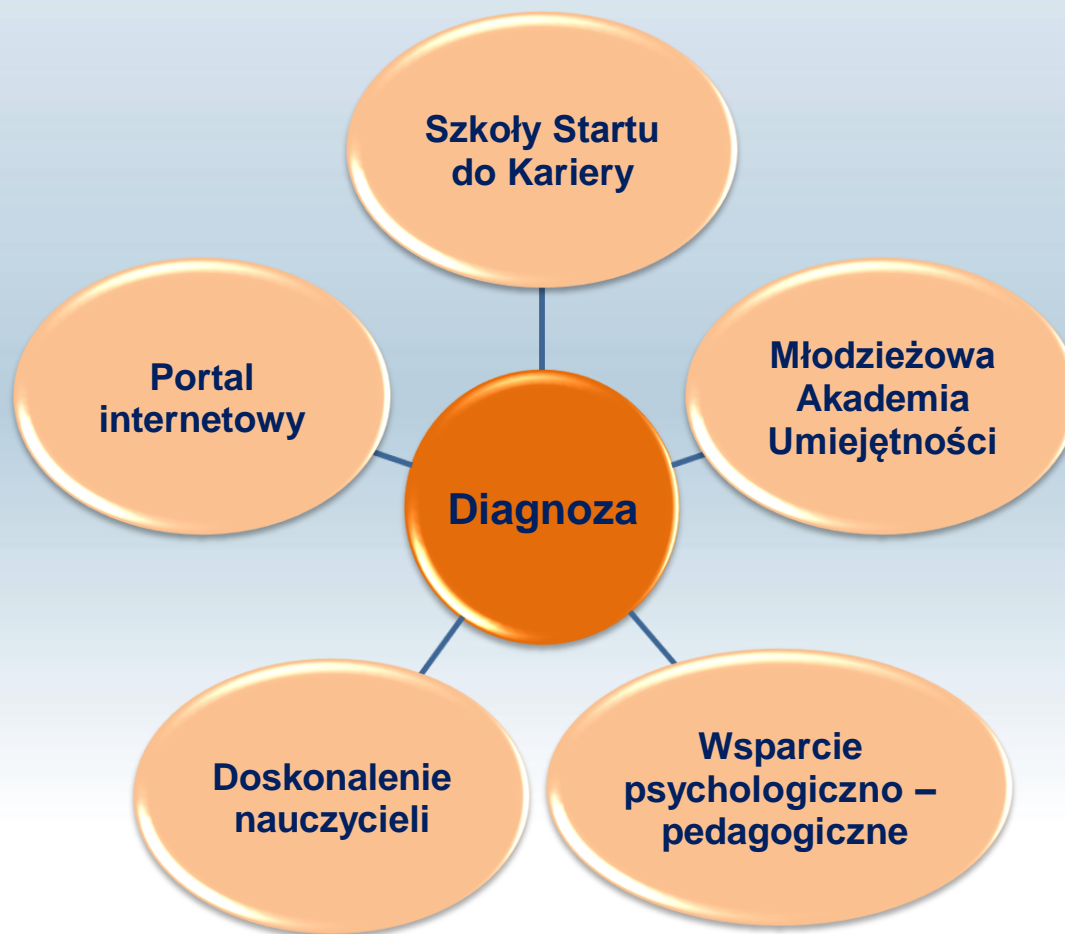 Szkoły Startu
do Kariery
Portal
internetowy
Młodzieżowa
Akademia
Umiejętności
Diagnoza
Doskonalenie
nauczycieli
Wsparcie
psychologiczno –
pedagogiczne